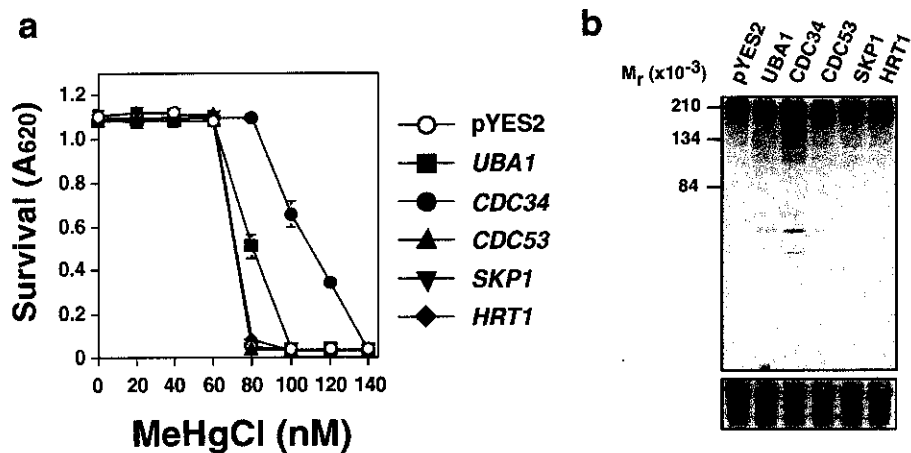 a
Survival (A620)
1.2
1.0
0.8
0.6
0.4
0.2
0
0 20 40 60 80 100 120 140
MeHgCl (nM)
pYES2
UBA1
CDC34
CDC53
SKP1
HRT1
b
Mr (x10-3)
pYES2 UBA1 CDC34 CDC53 SKP1 HRT1
210
134
84